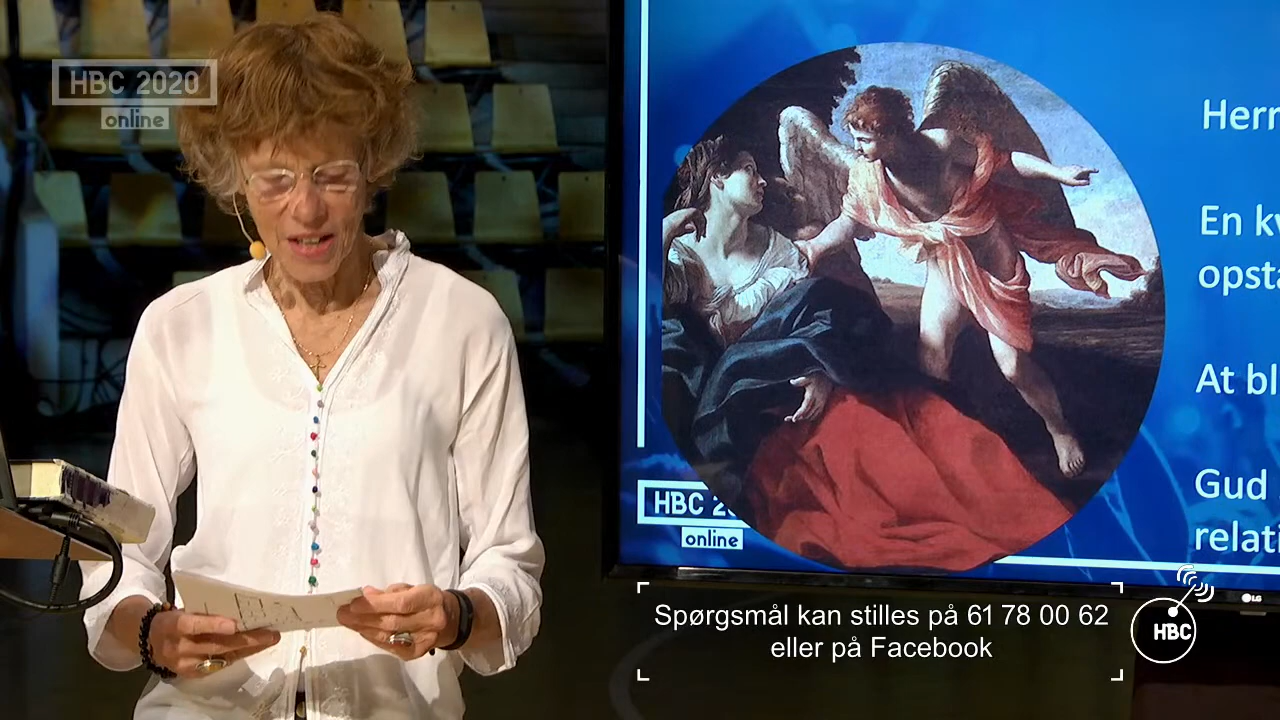 HBC 2020
online
Herr
En kv
opsta
At bl
Gud
relati
HBC 2
online
LG
Spørgsmål kan stilles på 61 78 00 62
eller på Facebook
HBC